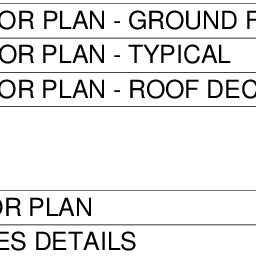 OR PLAN - GROUND F
OR PLAN - TYPICAL
OR PLAN - ROOF DEC
OR PLAN
ES DETAILS